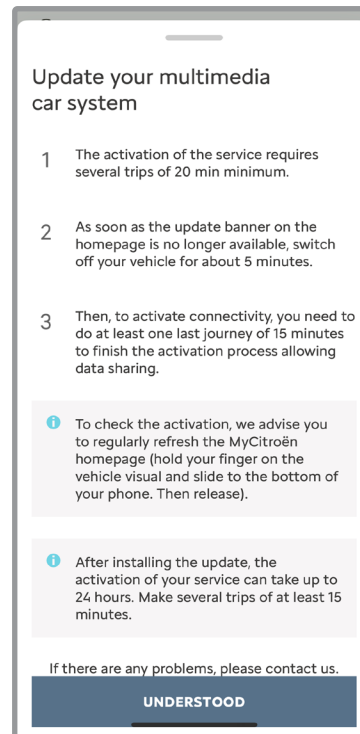 Update your multimedia
car system
1 The activation of the service requires
several trips of 20 min minimum.
2 As soon as the update banner on the
homepage is no longer available, switch
off your vehicle for about 5 minutes.
3 Then, to activate connectivity, you need to
do at least one last journey of 15 minutes
to finish the activation process allowing
data sharing.
To check the activation, we advise you
to regularly refresh the MyCitroën
homepage (hold your finger on the
vehicle visual and slide to the bottom of
your phone. Then release).
After installing the update, the
activation of your service can take up to
24 hours. Make several trips of at least 15
minutes.
If there are any problems, please contact us.
UNDERSTOOD